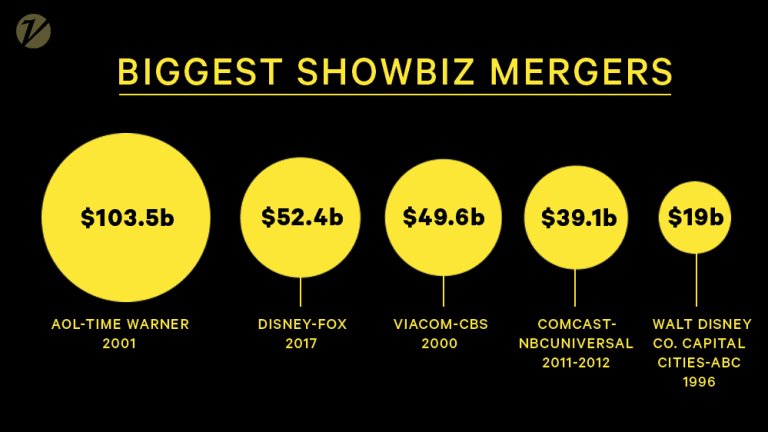 V
BIGGEST SHOWBIZ MERGERS
$103.5b
$52.4b
$49.6b
$39.1b
$19b
AOL-TIME WARNER
2001
DISNEY-FOX
2017
VIACOM-CBS
2000
COMCAST-
NBCUNIVERSAL
2011-2012
WALT DISNEY
CO. CAPITAL
CITIES-ABC
1996